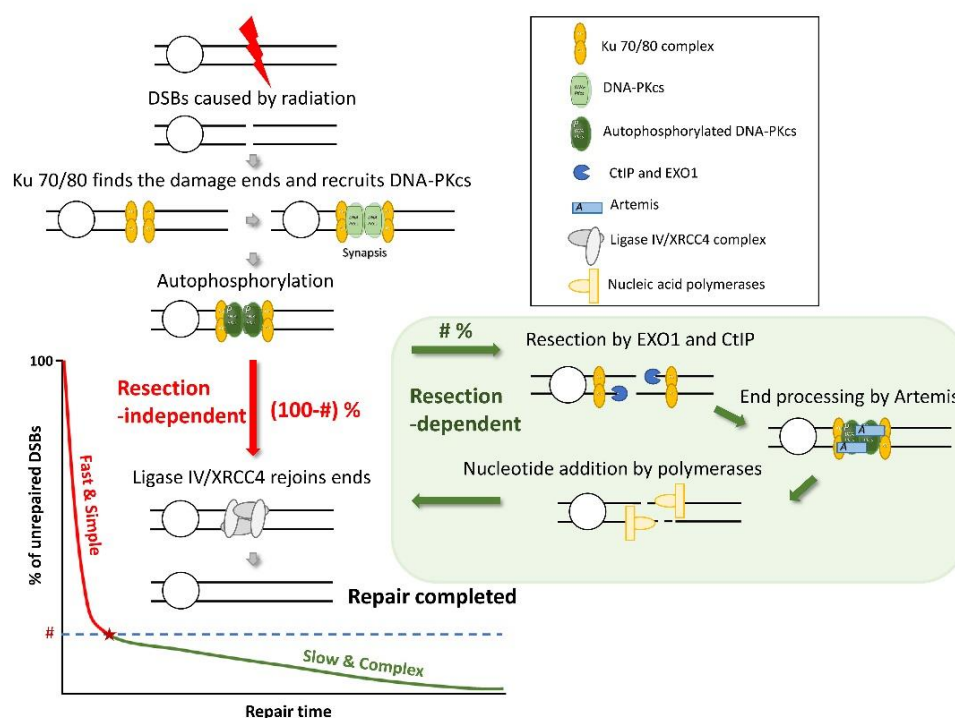 DSBs caused by radiation
Ku 70/80 finds the damage ends and recruits DNA-PKcs
Synapsis
Autophosphorylation
Resection
-independent
(100-#) %
Ligase IV/XRCC4 rejoins ends
Repair completed
Ku 70/80 complex
DNA-PKcs
Autophosphorylated DNA-PKcs
CtIP and EXO1
A
Artemis
Ligase IV/XRCC4 complex
Nucleic acid polymerases
# %
Resection
-dependent
Resection by EXO1 and CtIP
End processing by Artemis
A
A
Nucleotide addition by polymerases
100
% of unrepaired DSBs
Fast & Simple
#
Slow & Complex
Repair time